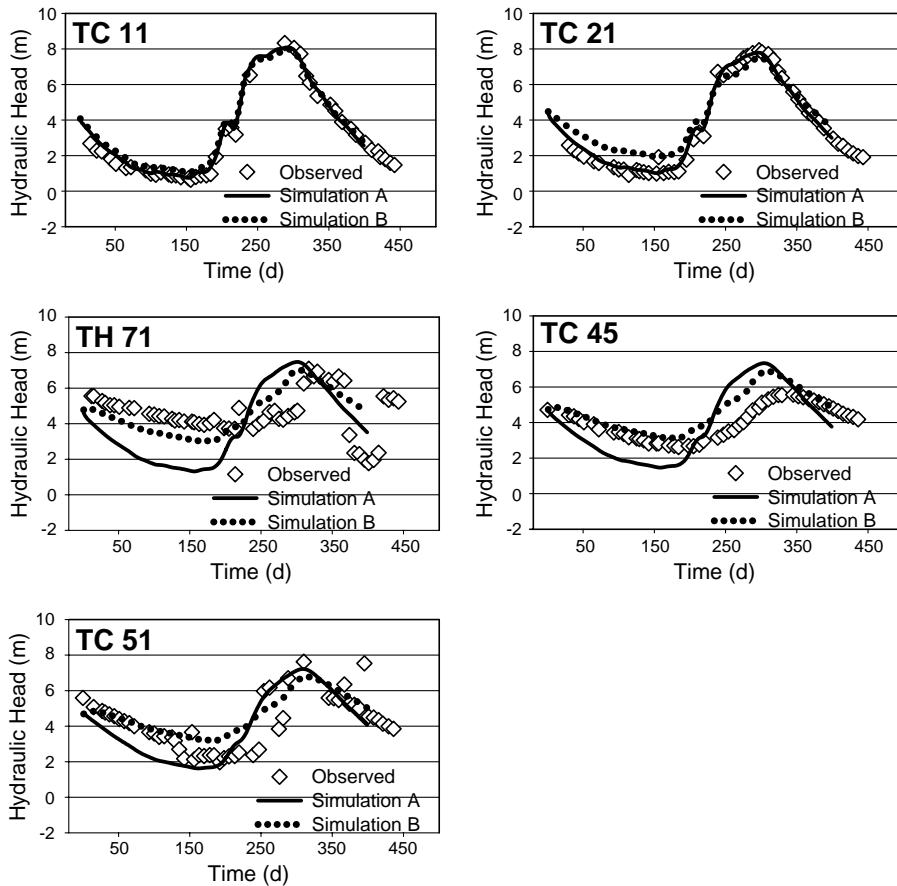 TC 11
Hydraulic Head (m)
10
8
6
4
2
0
-2
Observed
Simulation A
Simulation B
50 150 250 350 450
Time (d)
TC 21
Hydraulic Head (m)
10
8
6
4
2
0
-2
Observed
Simulation A
Simulation B
50 150 250 350 450
Time (d)
TH 71
Hydraulic Head (m)
10
8
6
4
2
0
-2
Observed
Simulation A
Simulation B
50 150 250 350 450
Time (d)
TC 45
Hydraulic Head (m)
10
8
6
4
2
0
-2
Observed
Simulation A
Simulation B
50 150 250 350 450
Time (d)
TC 51
Hydraulic Head (m)
10
8
6
4
2
0
-2
Observed
Simulation A
Simulation B
50 150 250 350 450
Time (d)